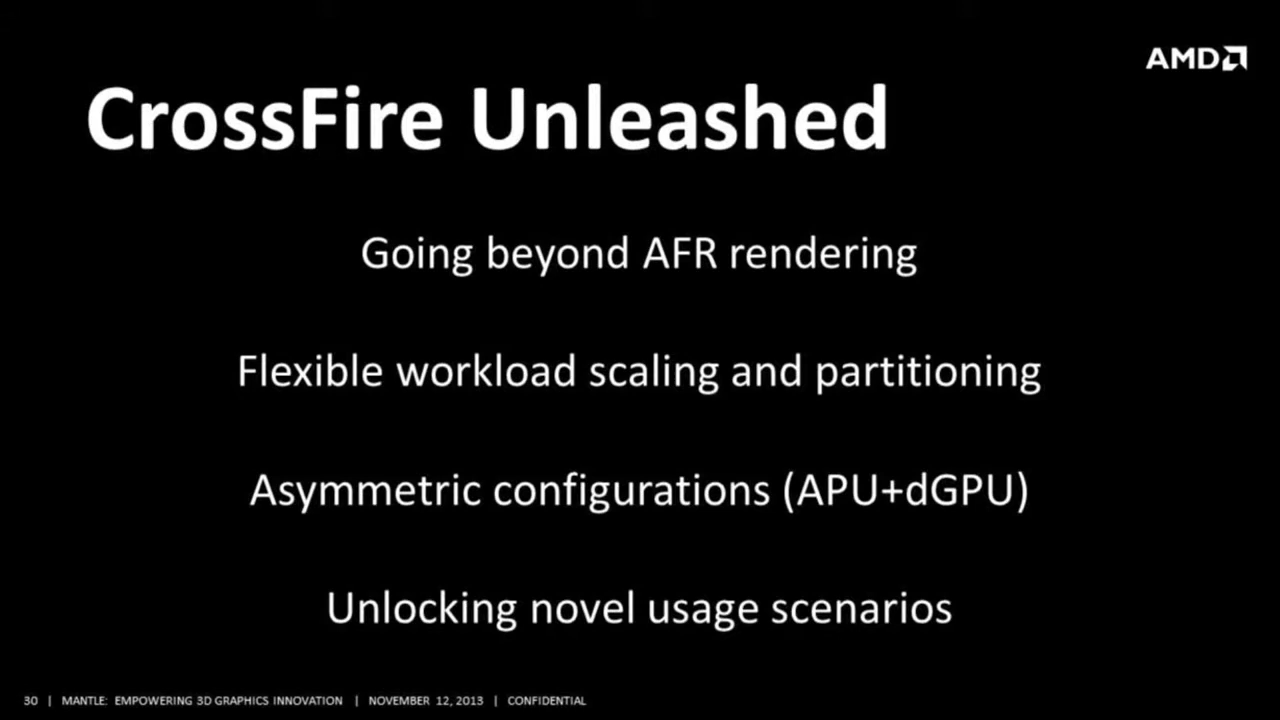 AMD
CrossFire Unleashed
Going beyond AFR rendering
Flexible workload scaling and partitioning
Asymmetric configurations (APU+dGPU)
Unlocking novel usage scenarios
30 | MANTLE: EMPOWERING 3D GRAPHICS INNOVATION | NOVEMBER 12, 2013 | CONFIDENTIAL